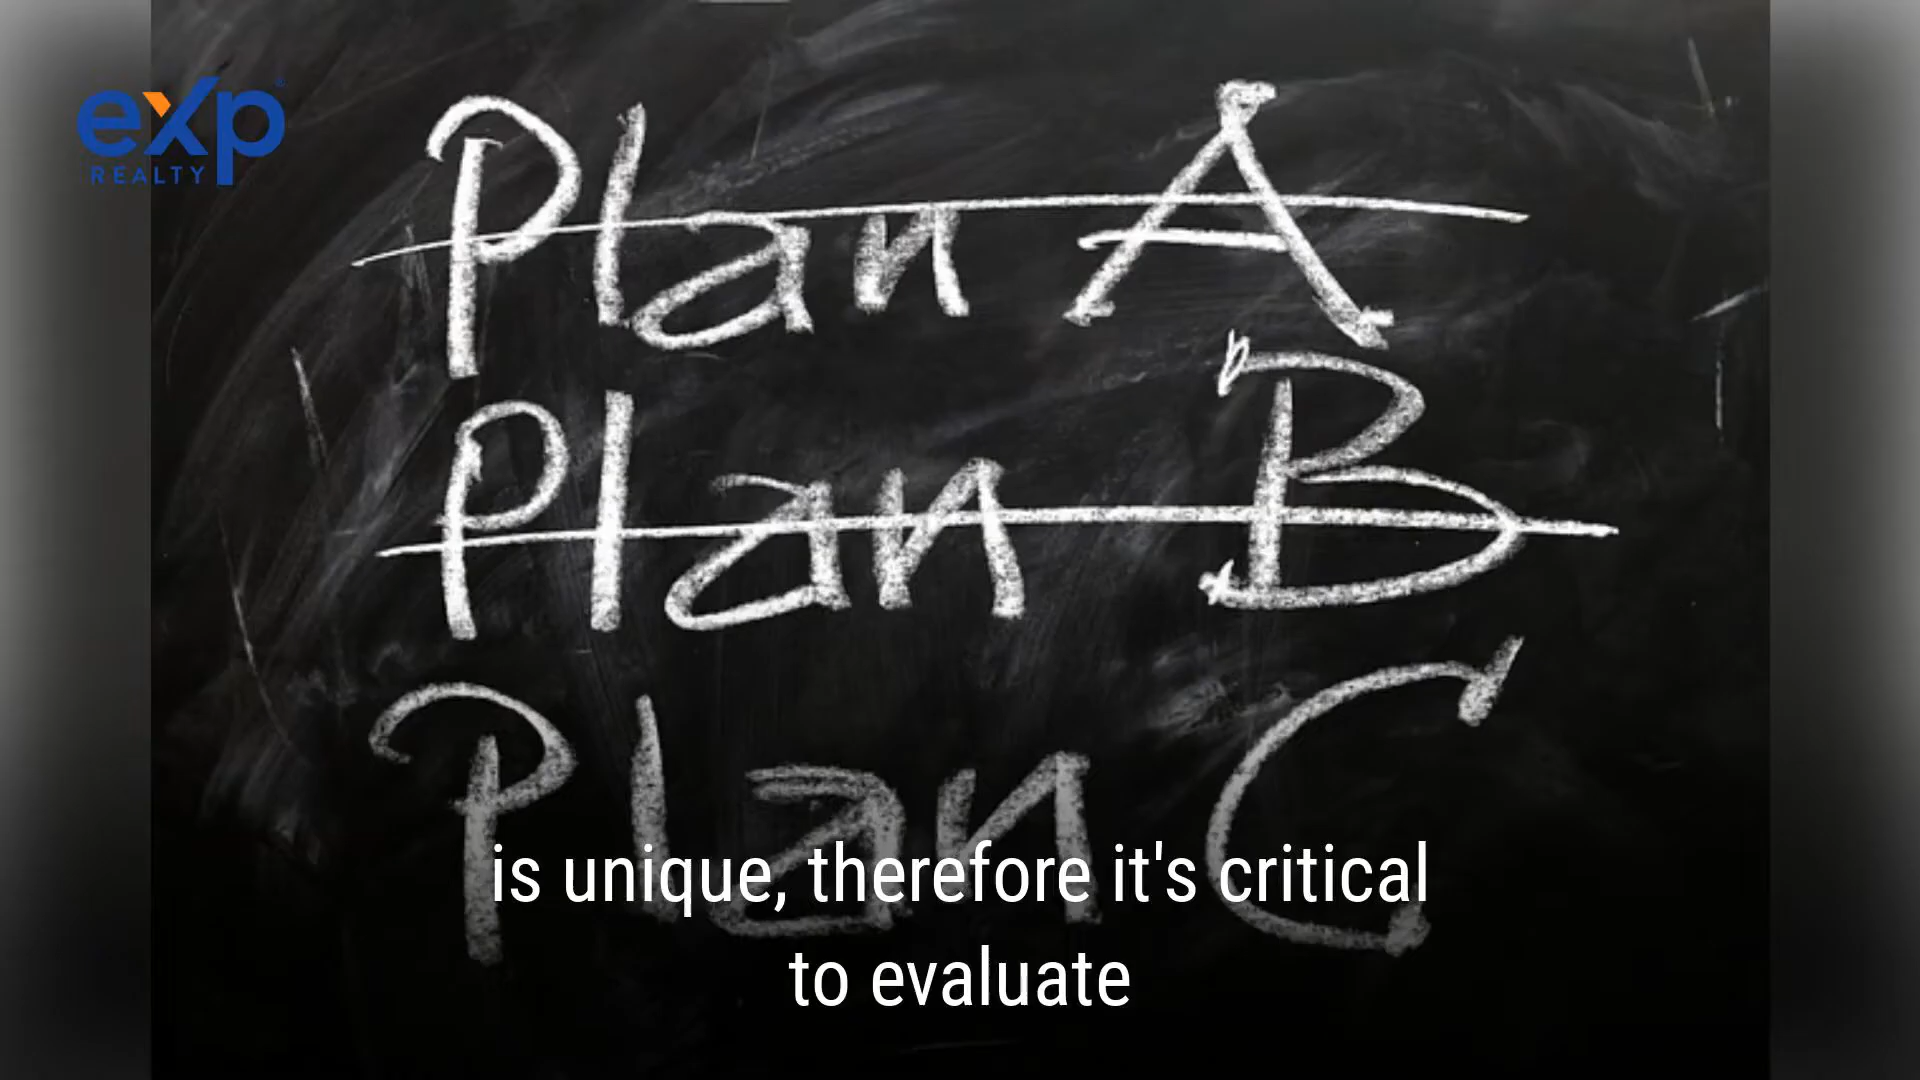 eXp
REALTY
Plan A
Plan B
Plan C
is unique, therefore it's critical
to evaluate